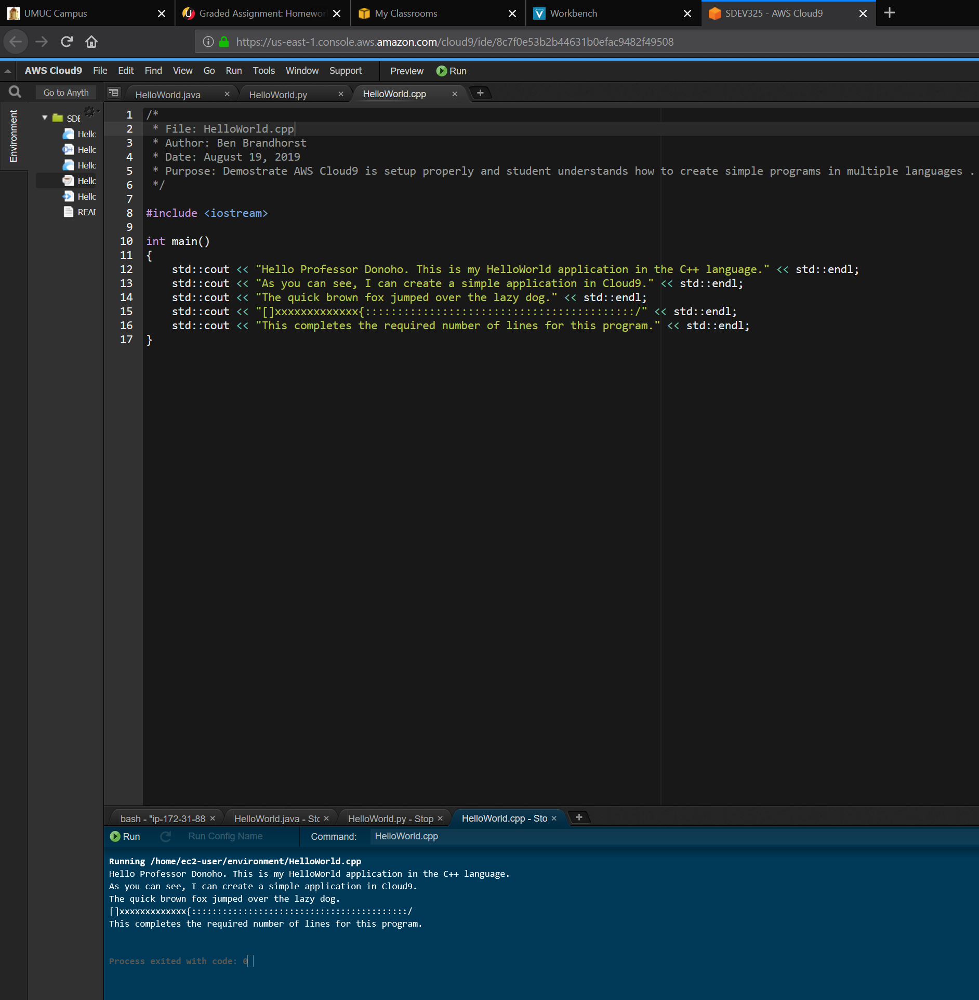 UMUC Campus
Graded Assignment: Homewor
My Classrooms
Workbench
SDEV325 - AWS Cloud9
https://us-east-1.console.aws.amazon.com/cloud9/ide/8c7f0e53b2b44631b0efac9482f49508
AWS Cloud9 File Edit Find View Go Run Tools Window Support Preview Run
Go to Anyth
HelloWorld.java
HelloWorld.py
HelloWorld.cpp
Environment
SDE
Hello
Hello
Hello
Hello
Hello
READ
1 /*
2 * File: HelloWorld.cpp
3 * Author: Ben Brandhorst
4 * Date: August 19, 2019
5 * Purpose: Demostrate AWS Cloud9 is setup properly and student understands how to create simple programs in multiple languages .
6 */
7
8 #include <iostream>
9
10 int main()
11 {
12 std::cout << "Hello Professor Donoho. This is my HelloWorld application in the C++ language." << std::endl;
13 std::cout << "As you can see, I can create a simple application in Cloud9." << std::endl;
14 std::cout << "The quick brown fox jumped over the lazy dog." << std::endl;
15 std::cout << "[]xxxxxxxxxxxxx{::::::::::::::::::::::::::::::::::::::::::/" << std::endl;
16 std::cout << "This completes the required number of lines for this program." << std::endl;
17 }
bash - "ip-172-31-88
HelloWorld.java - Sto
HelloWorld.py - Stop
HelloWorld.cpp - Sto
Run Run Config Name Command: HelloWorld.cpp
Running /home/ec2-user/environment/HelloWorld.cpp
Hello Professor Donoho. This is my HelloWorld application in the C++ language.
As you can see, I can create a simple application in Cloud9.
The quick brown fox jumped over the lazy dog.
[]xxxxxxxxxxxxx{::::::::::::::::::::::::::::::::::::::::::/
This completes the required number of lines for this program.
Process exited with code: 0